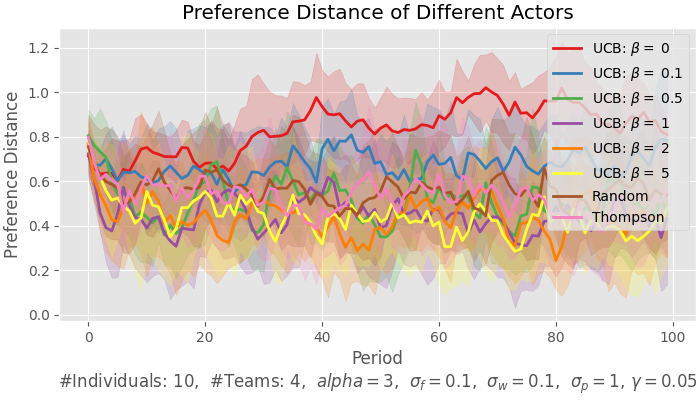 Preference Distance of Different Actors
Preference Distance
1.2
1.0
0.8
0.6
0.4
0.2
0.0
UCB: β = 0
UCB: β = 0.1
UCB: β = 0.5
UCB: β = 1
UCB: β = 2
UCB: β = 5
Random
Thompson
0 20 40 60 80 100
Period
#Individuals: 10, #Teams: 4, alpha = 3, σ_f = 0.1, σ_w = 0.1, σ_p = 1, γ = 0.05